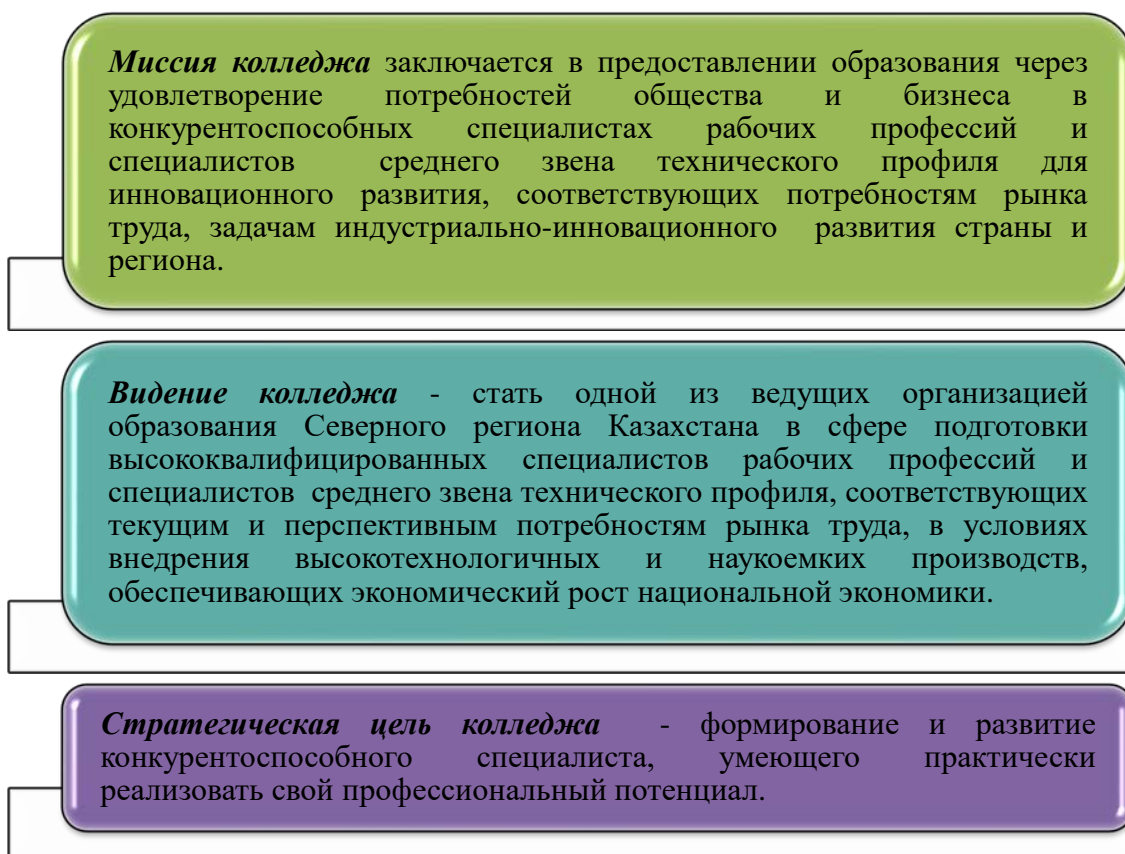 Миссия колледжа заключается в предоставлении образования через
удовлетворение потребностей общества и бизнеса в
конкурентоспособных специалистах рабочих профессий и
специалистов среднего звена технического профиля для
инновационного развития, соответствующих потребностям рынка
труда, задачам индустриально-инновационного развития страны и
региона.
Видение колледжа - стать одной из ведущих организацией
образования Северного региона Казахстана в сфере подготовки
высококвалифицированных специалистов рабочих профессий и
специалистов среднего звена технического профиля, соответствующих
текущим и перспективным потребностям рынка труда, в условиях
внедрения высокотехнологичных и наукоемких производств,
обеспечивающих экономический рост национальной экономики.
Стратегическая цель колледжа - формирование и развитие
конкурентоспособного специалиста, умеющего практически
реализовать свой профессиональный потенциал.